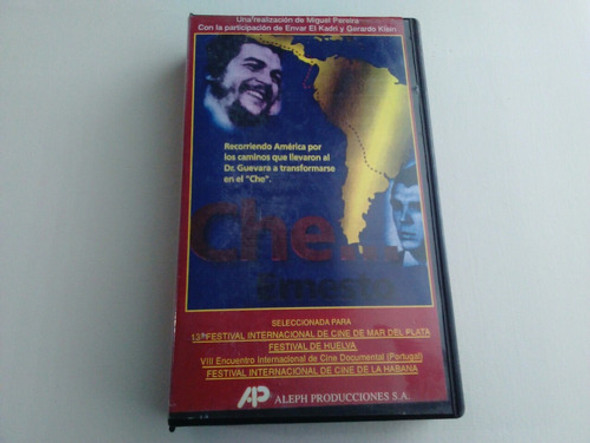 Una realización de Miguel Pereira
Con la participación de Envar El Kadri y Gerardo Klein
Recorriendo América por
los caminos que llevaron al
Dr. Guevara a transformarse
en el "Che".
Che...
Ernesto
SELECCIONADA PARA
13º FESTIVAL INTERNACIONAL DE CINE DE MAR DEL PLATA
FESTIVAL DE HUELVA
VIII Encuentro Internacional de Cine Documental (Portugal)
FESTIVAL INTERNACIONAL DE CINE DE LA HABANA
AP ALEPH PRODUCCIONES S.A.